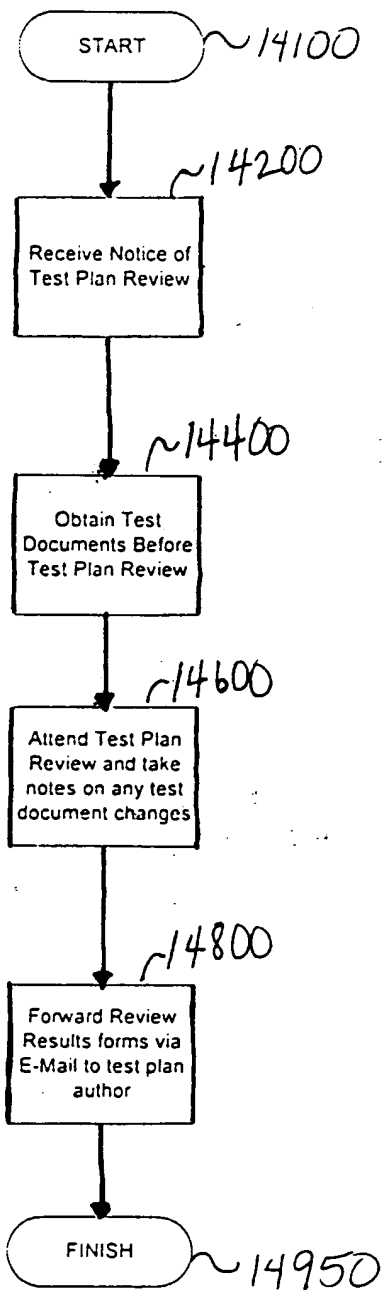 START
14100
14200
Receive Notice of
Test Plan Review
14400
Obtain Test
Documents Before
Test Plan Review
14600
Attend Test Plan
Review and take
notes on any test
document changes
14800
Forward Review
Results forms via
E-Mail to test plan
author
FINISH
14950